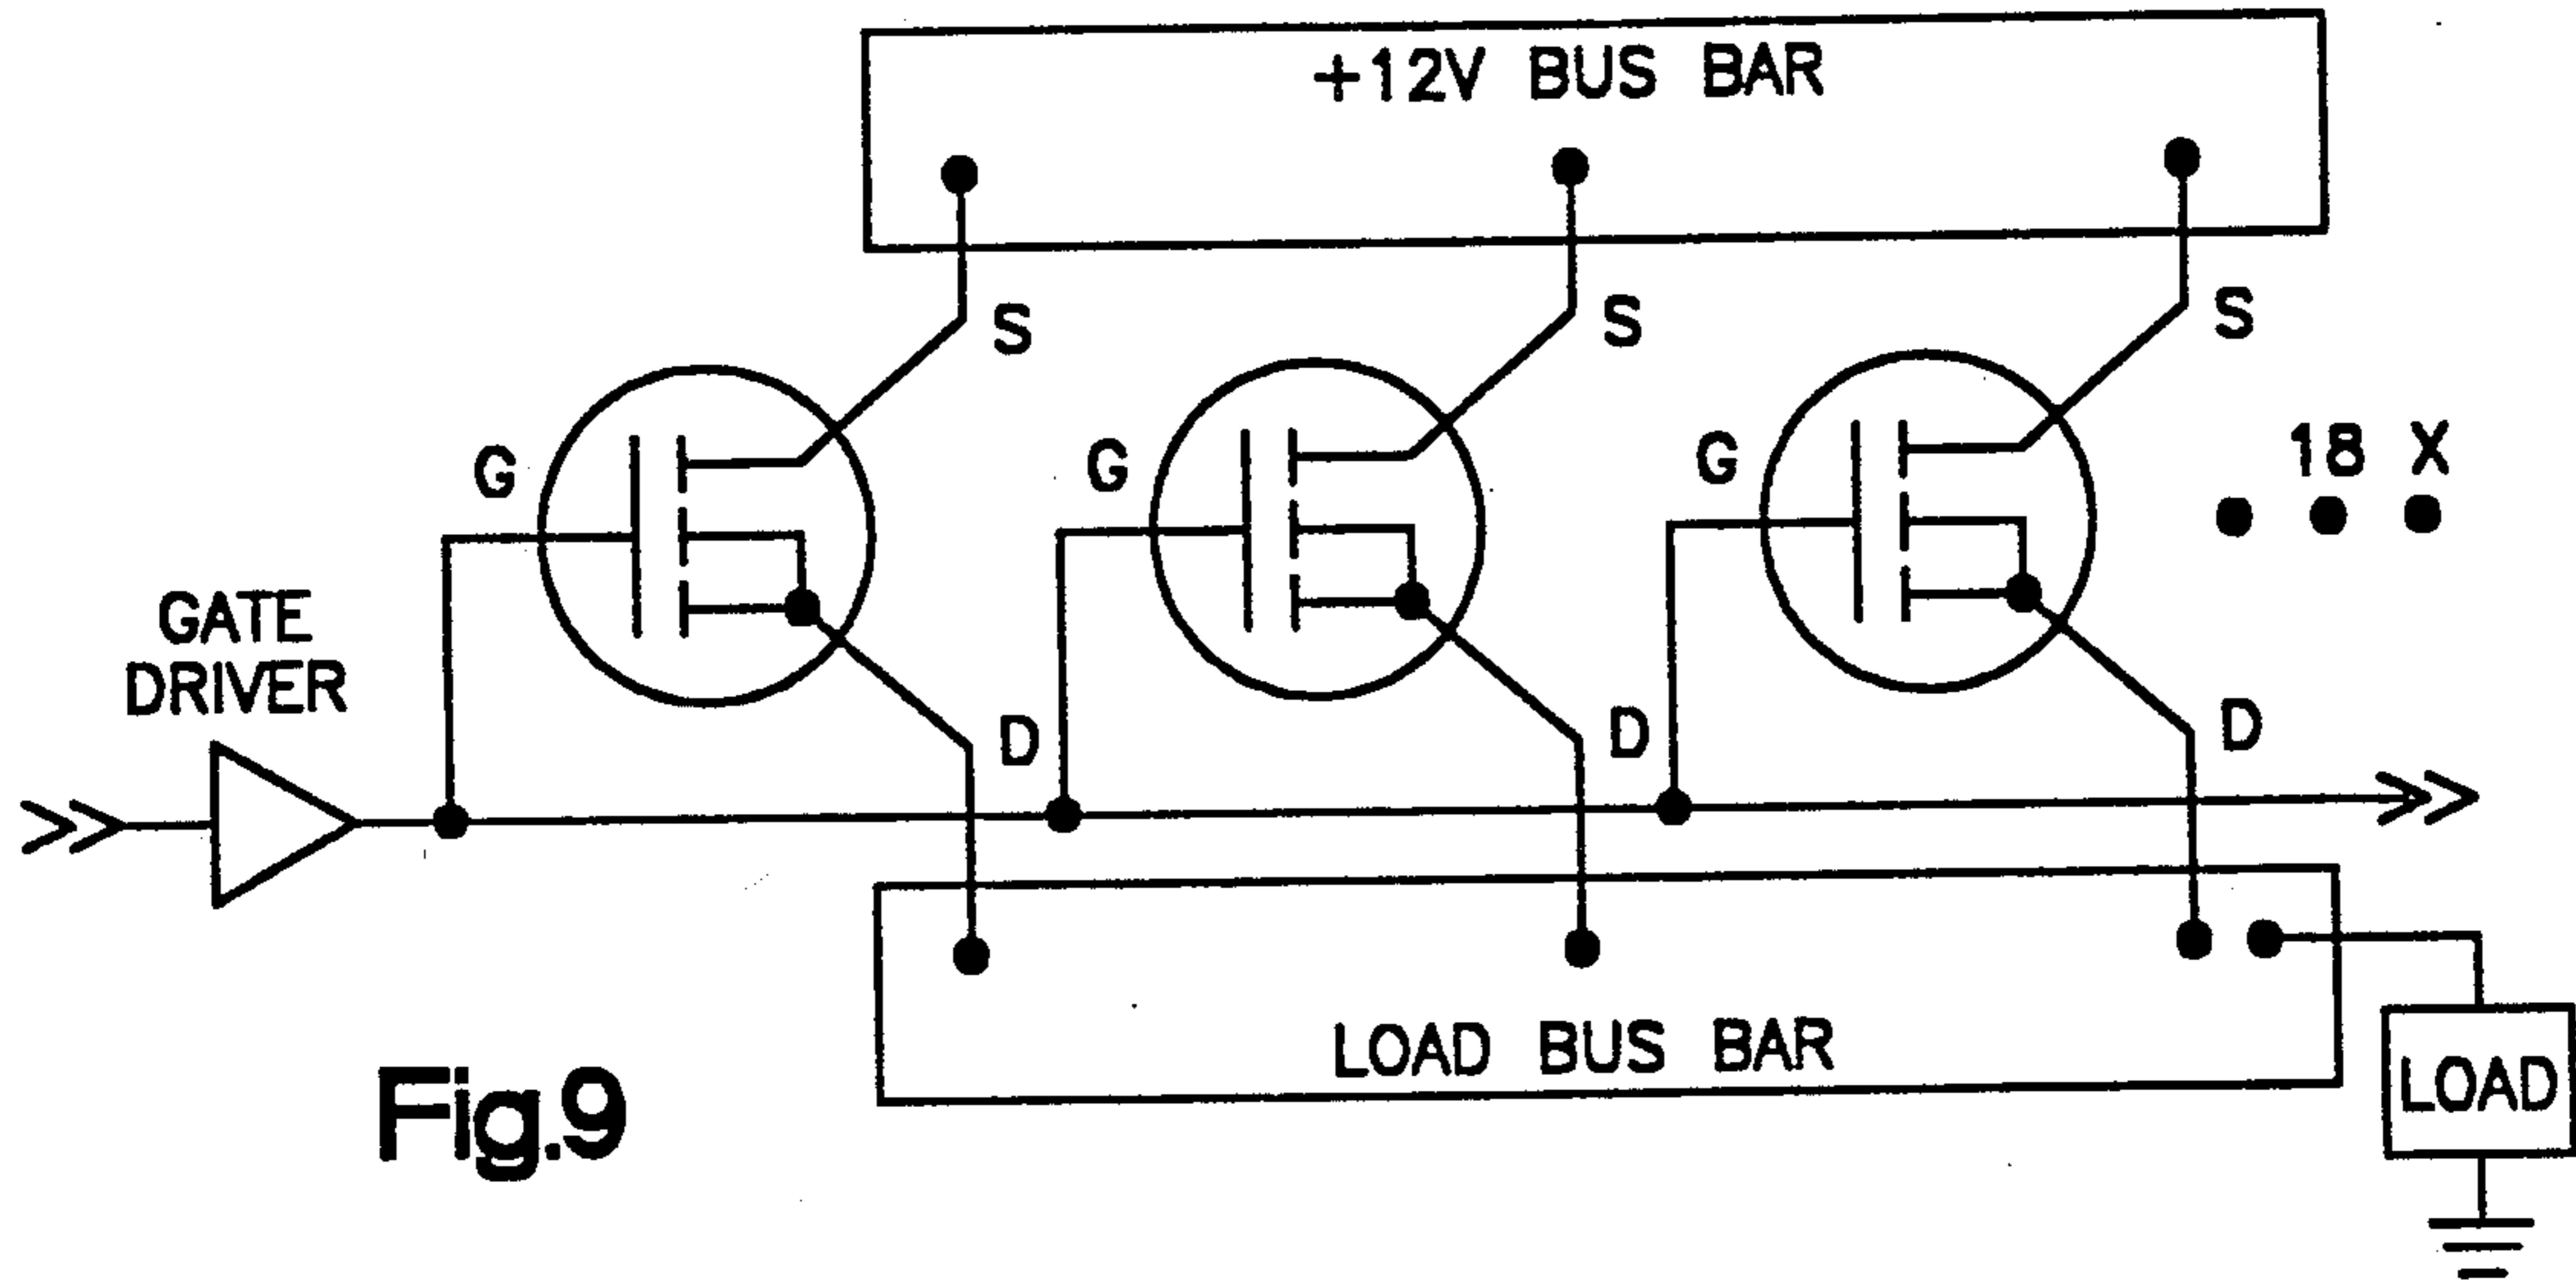 +12V BUS BAR
S
S
S
G
G
G
18 X
GATE
DRIVER
D
D
D
LOAD BUS BAR
LOAD
Fig.9